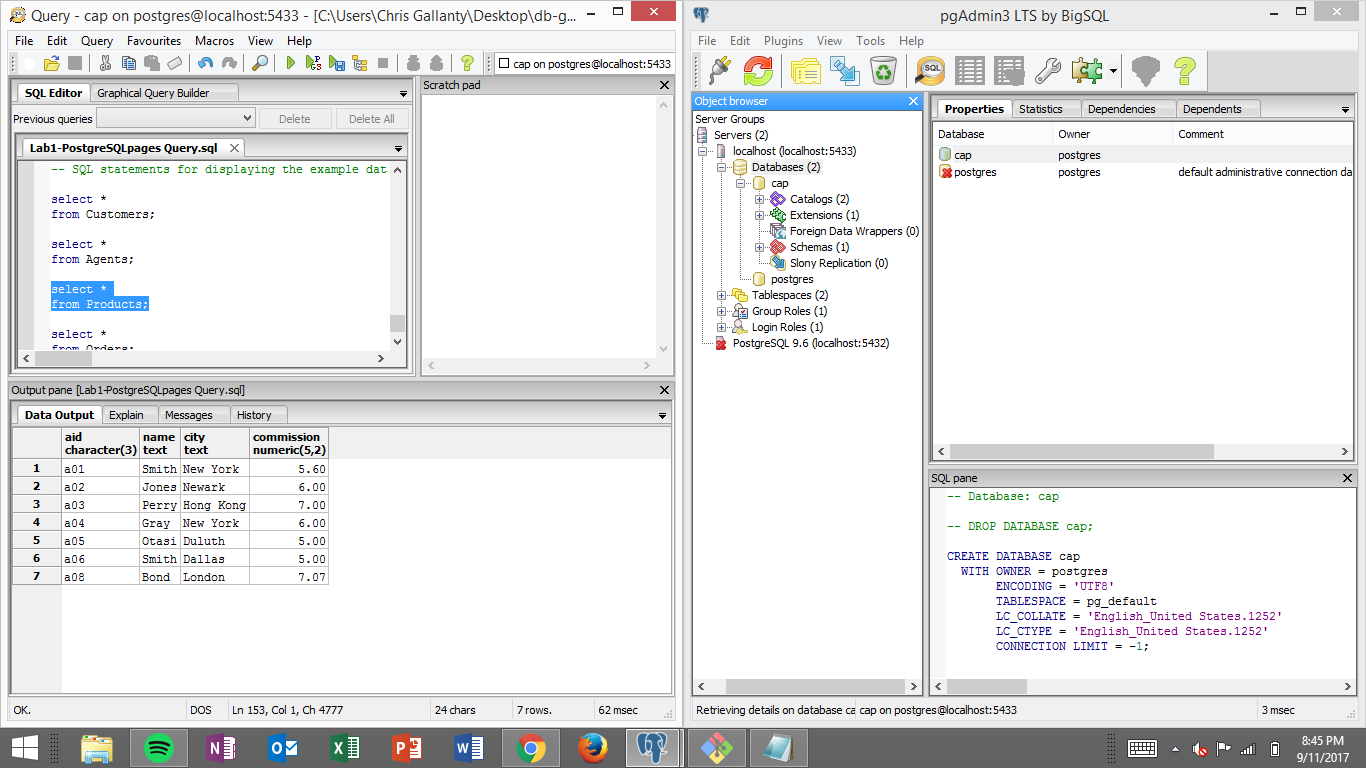 Query - cap on postgres@localhost:5433 - [C:\Users\Chris Gallanty\Desktop\db-g...
File Edit Query Favourites Macros View Help
cap on postgres@localhost:5433
SQL Editor Graphical Query Builder
Previous queries Delete Delete All
Lab1-PostgreSQLpages Query.sql
-- SQL statements for displaying the example dat
select *
from Customers;
select *
from Agents;
select *
from Products;
select *
from Orders;
Scratch pad
Output pane [Lab1-PostgreSQLpages Query.sql]
Data Output Explain Messages History
aid name city commission
character(3) text text numeric(5,2)
1 a01 Smith New York 5.60
2 a02 Jones Newark 6.00
3 a03 Perry Hong Kong 7.00
4 a04 Gray New York 6.00
5 a05 Otasi Duluth 5.00
6 a06 Smith Dallas 5.00
7 a08 Bond London 7.07
OK. DOS Ln 153, Col 1, Ch 4777 24 chars 7 rows. 62 msec
pgAdmin3 LTS by BigSQL
File Edit Plugins View Tools Help
SQL
Object browser
Server Groups
Servers (2)
localhost (localhost:5433)
Databases (2)
cap
Catalogs (2)
Extensions (1)
Foreign Data Wrappers (0)
Schemas (1)
Slony Replication (0)
postgres
Tablespaces (2)
Group Roles (1)
Login Roles (1)
PostgreSQL 9.6 (localhost:5432)
Properties Statistics Dependencies Dependents
Database Owner Comment
cap postgres
postgres postgres default administrative connection da
SQL pane
-- Database: cap
-- DROP DATABASE cap;
CREATE DATABASE cap
WITH OWNER = postgres
ENCODING = 'UTF8'
TABLESPACE = pg_default
LC_COLLATE = 'English_United States.1252'
LC_CTYPE = 'English_United States.1252'
CONNECTION LIMIT = -1;
Retrieving details on database ca cap on postgres@localhost:5433 3 msec
8:45 PM
9/11/2017